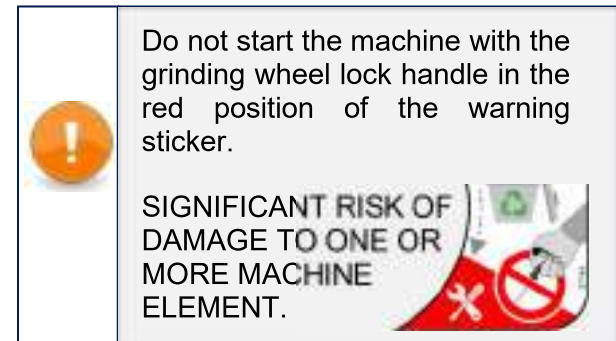 Do not start the machine with the
grinding wheel lock handle in the
red position of the warning
sticker.
SIGNIFICANT RISK OF
DAMAGE TO ONE OR
MORE MACHINE
ELEMENT.